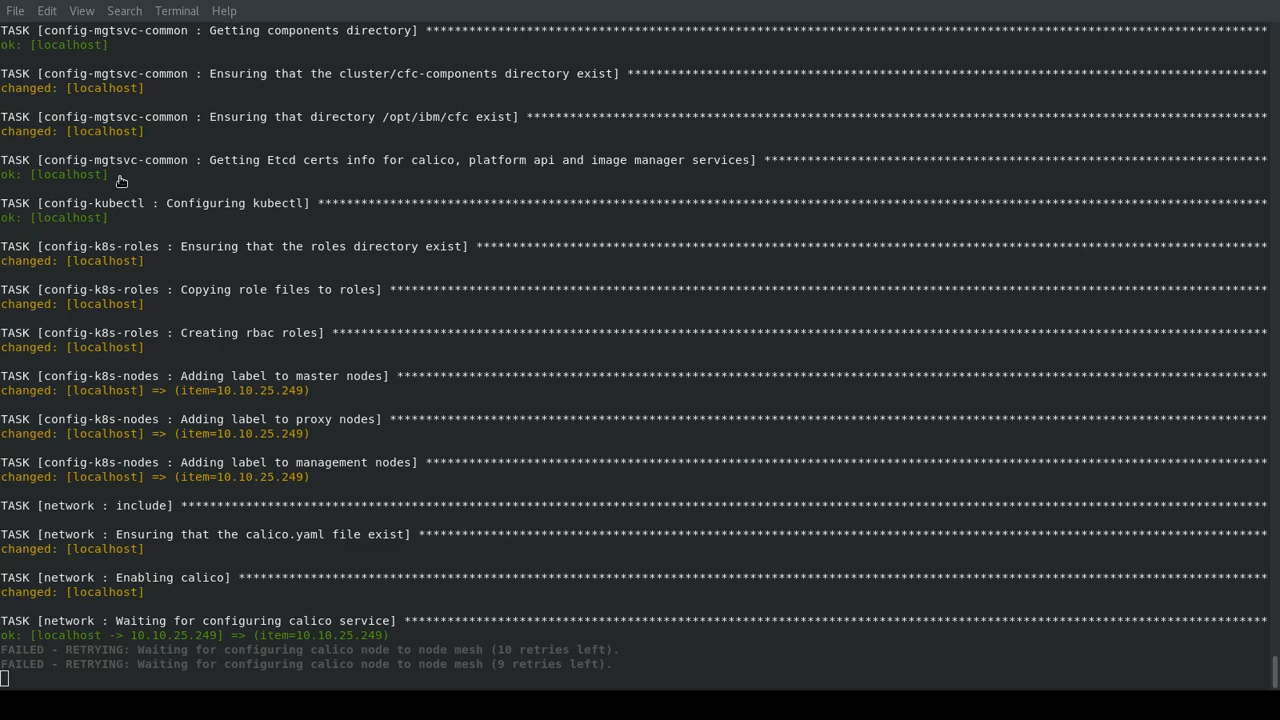 File Edit View Search Terminal Help
TASK [config-mgtsvc-common : Getting components directory] *********************************************************************************************************************
ok: [localhost]
TASK [config-mgtsvc-common : Ensuring that the cluster/cfc-components directory exist] *****************************************************************************************
changed: [localhost]
TASK [config-mgtsvc-common : Ensuring that directory /opt/ibm/cfc exist] *******************************************************************************************************
changed: [localhost]
TASK [config-mgtsvc-common : Getting Etcd certs info for calico, platform api and image manager services] **********************************************************************
ok: [localhost]
TASK [config-kubectl : Configuring kubectl] ************************************************************************************************************************************
ok: [localhost]
TASK [config-k8s-roles : Ensuring that the roles directory exist] **************************************************************************************************************
changed: [localhost]
TASK [config-k8s-roles : Copying role files to roles] **************************************************************************************************************************
changed: [localhost]
TASK [config-k8s-roles : Creating rbac roles] **********************************************************************************************************************************
changed: [localhost]
TASK [config-k8s-nodes : Adding label to master nodes] *************************************************************************************************************************
changed: [localhost] => (item=10.10.25.249)
TASK [config-k8s-nodes : Adding label to proxy nodes] **************************************************************************************************************************
changed: [localhost] => (item=10.10.25.249)
TASK [config-k8s-nodes : Adding label to management nodes] *********************************************************************************************************************
changed: [localhost] => (item=10.10.25.249)
TASK [network : include] *******************************************************************************************************************************************************
TASK [network : Ensuring that the calico.yaml file exist] **********************************************************************************************************************
changed: [localhost]
TASK [network : Enabling calico] ***********************************************************************************************************************************************
changed: [localhost]
TASK [network : Waiting for configuring calico service] ************************************************************************************************************************
ok: [localhost -> 10.10.25.249] => (item=10.10.25.249)
FAILED - RETRYING: Waiting for configuring calico node to node mesh (10 retries left).
FAILED - RETRYING: Waiting for configuring calico node to node mesh (9 retries left).